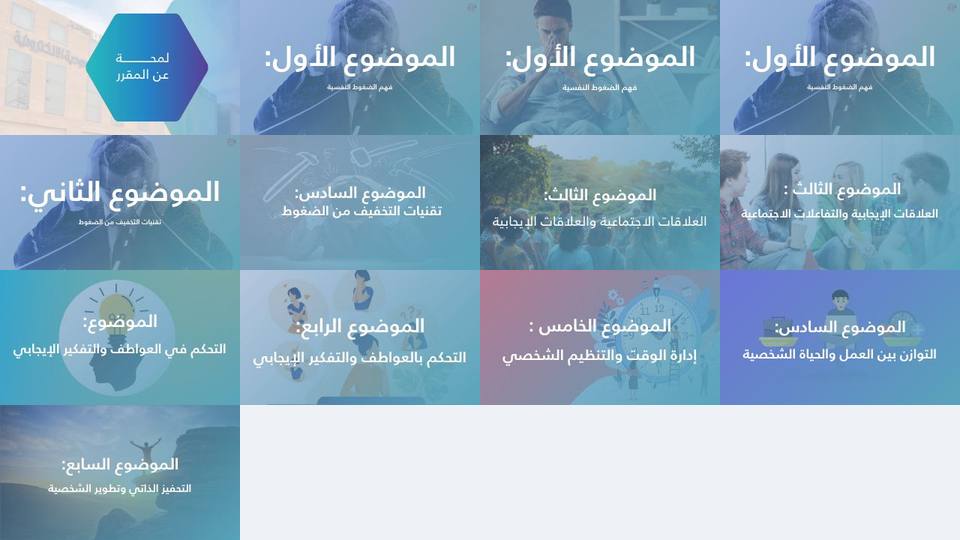 لمحـــــة
عن المقرر
الموضوع الأول:
فهم الضغوط النفسية
الموضوع الأول:
فهم الضغوط النفسية
الموضوع الأول:
فهم الضغوط النفسية
الموضوع الثاني:
تقنيات التخفيف من الضغوط
الموضوع السادس:
تقنيات التخفيف من الضغوط
الموضوع الثالث:
العلاقات الاجتماعية والعلاقات الإيجابية
الموضوع الثالث :
العلاقات الإيجابية والتفاعلات الاجتماعية
الموضوع:
التحكم في العواطف والتفكير الإيجابي
الموضوع الرابع:
التحكم بالعواطف والتفكير الإيجابي
الموضوع الخامس :
إدارة الوقت والتنظيم الشخصي
الموضوع السادس:
التوازن بين العمل والحياة الشخصية
الموضوع السابع:
التحفيز الذاتي وتطوير الشخصية